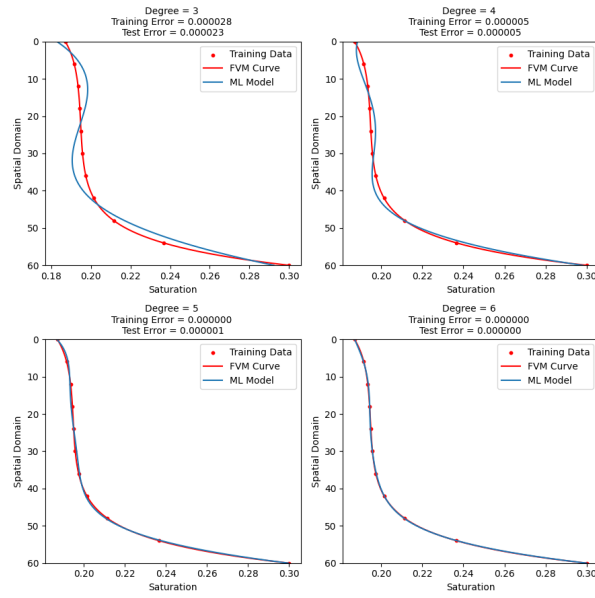 Degree = 3
Training Error = 0.000028
Test Error = 0.000023
0
10
20
30
40
50
60
Spatial Domain
0.18
0.20
0.22
0.24
0.26
0.28
0.30
Saturation
Training Data
FVM Curve
ML Model
Degree = 4
Training Error = 0.000005
Test Error = 0.000005
0
10
20
30
40
50
60
Spatial Domain
0.20
0.22
0.24
0.26
0.28
0.30
Saturation
Training Data
FVM Curve
ML Model
Degree = 5
Training Error = 0.000000
Test Error = 0.000001
0
10
20
30
40
50
60
Spatial Domain
0.20
0.22
0.24
0.26
0.28
0.30
Saturation
Training Data
FVM Curve
ML Model
Degree = 6
Training Error = 0.000000
Test Error = 0.000000
0
10
20
30
40
50
60
Spatial Domain
0.20
0.22
0.24
0.26
0.28
0.30
Saturation
Training Data
FVM Curve
ML Model